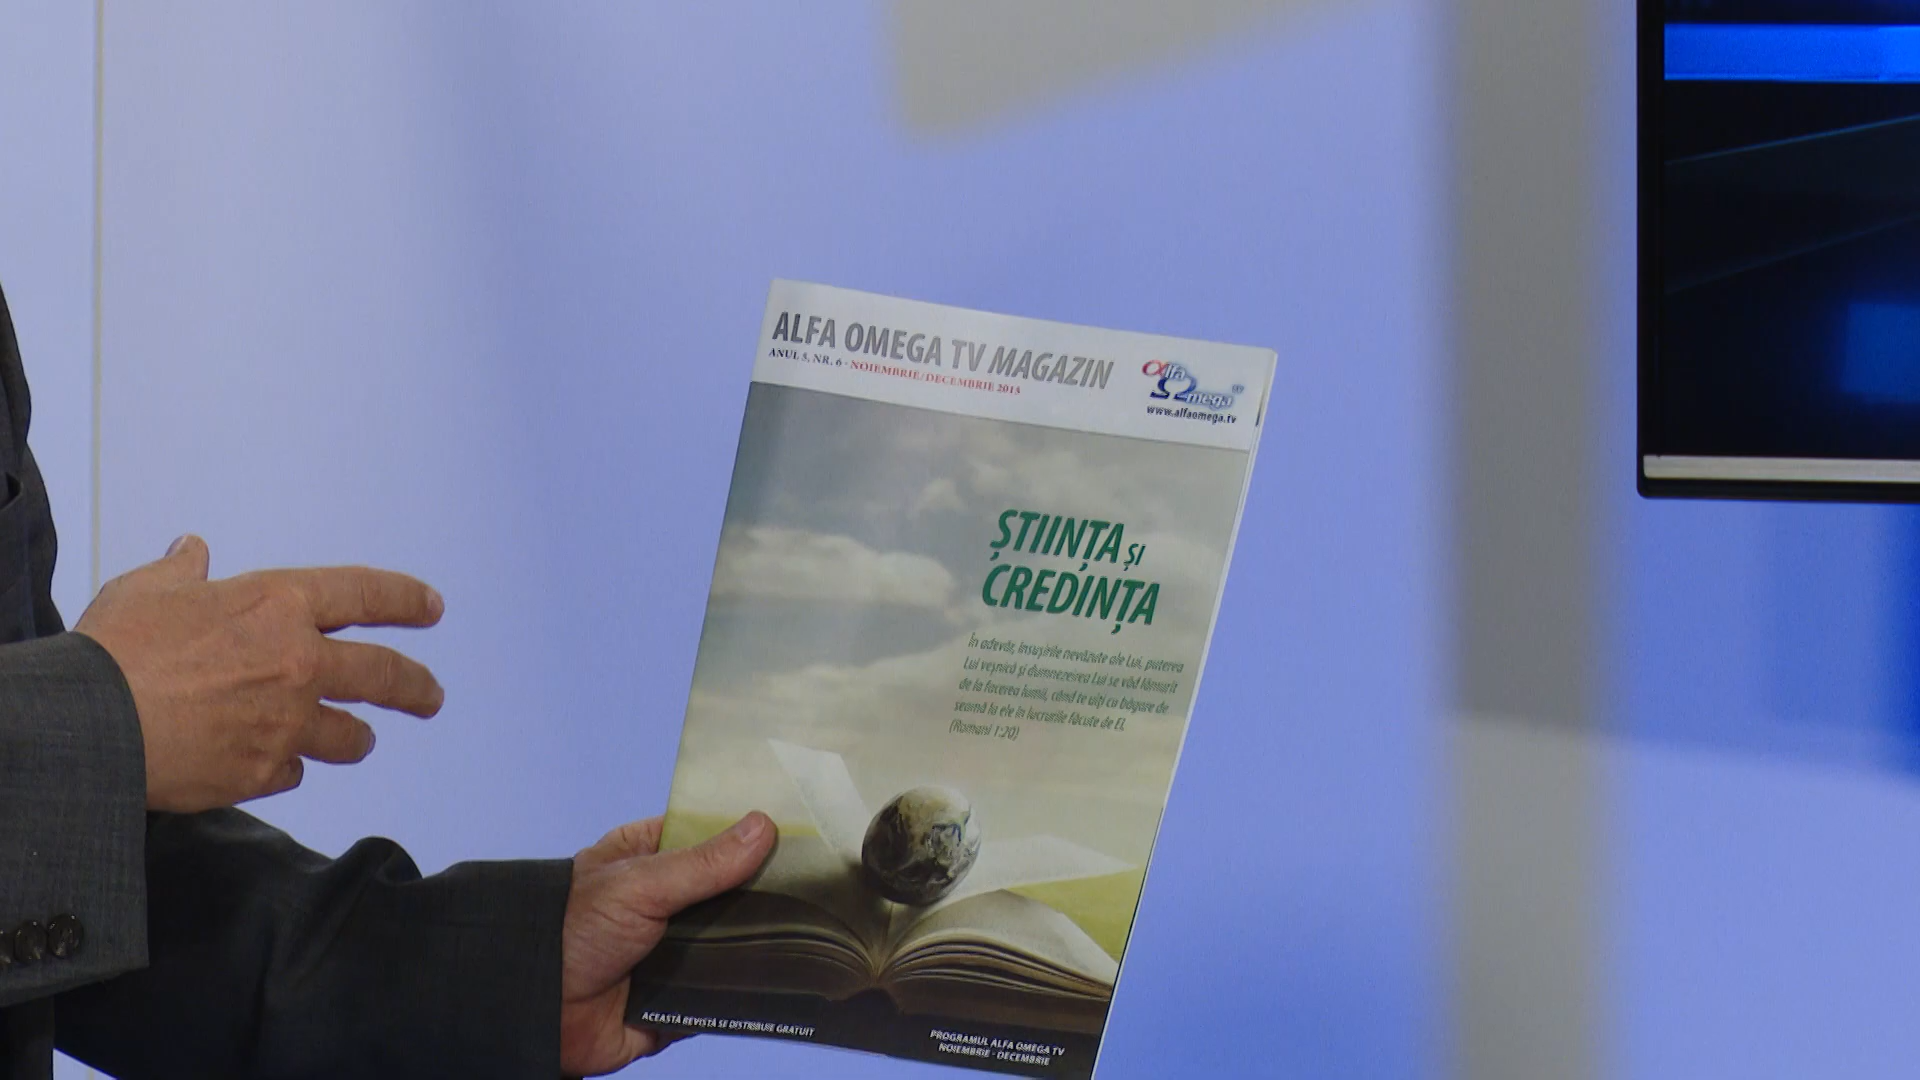 ALFA OMEGA TV MAGAZIN
ANUL 5, NR. 6 - NOIEMBRIE/DECEMBRIE 2015
αlfa
Ωmega TV
www.alfaomega.tv
ȘTIINȚA ȘI
CREDINȚA
În adevăr, însușirile nevăzute ale Lui, puterea
Lui veșnică și dumnezeirea Lui se văd lămurit
de la facerea lumii, când te uiți cu băgare de
seamă la ele în lucrurile făcute de El.
(Romani 1:20)
ACEASTĂ REVISTĂ SE DISTRIBUIE GRATUIT
PROGRAMUL ALFA OMEGA TV
NOIEMBRIE - DECEMBRIE